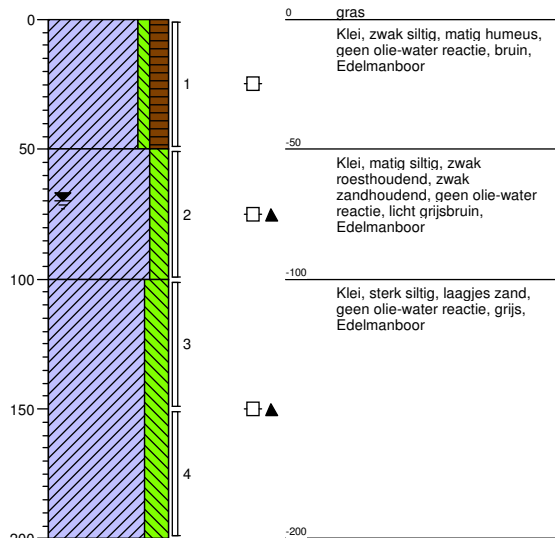 0
50
100
150
200
1
2
3
4
0
gras
Klei, zwak siltig, matig humeus,
geen olie-water reactie, bruin,
Edelmanboor
-50
Klei, matig siltig, zwak
roesthoudend, zwak
zandhoudend, geen olie-water
reactie, licht grijsbruin,
Edelmanboor
-100
Klei, sterk siltig, laagjes zand,
geen olie-water reactie, grijs,
Edelmanboor
-200